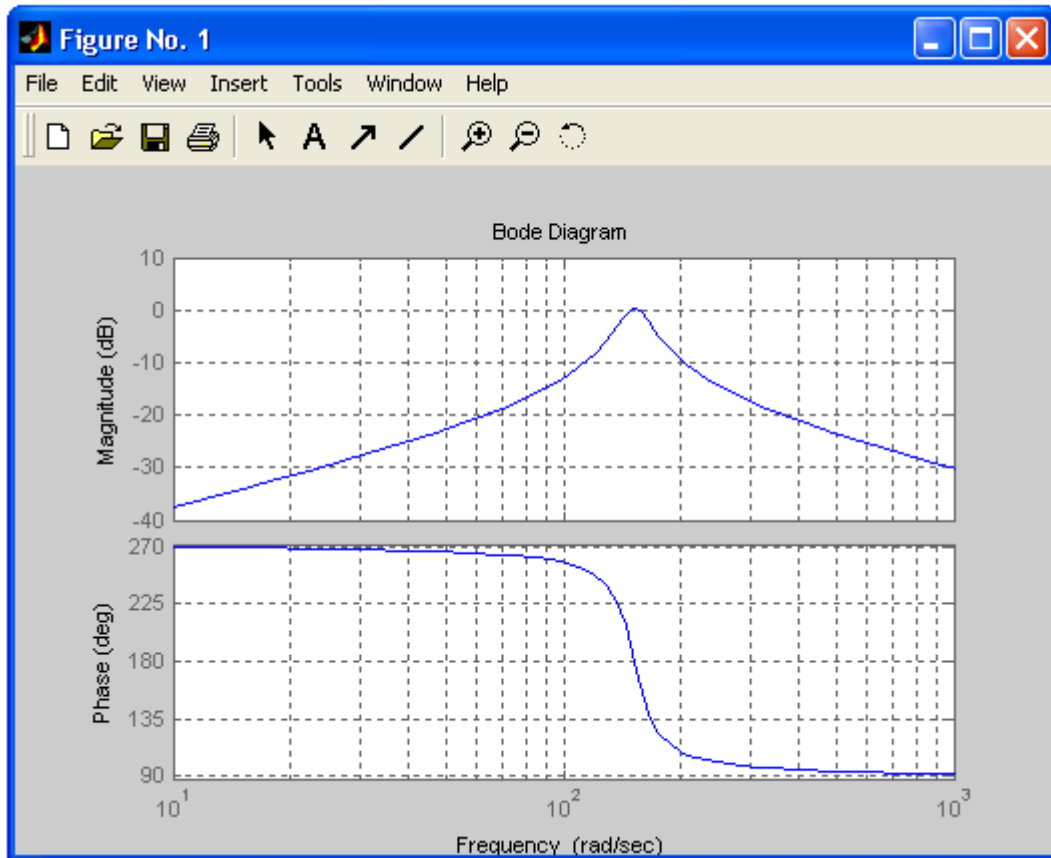 Figure No. 1
File Edit View Insert Tools Window Help
A
Bode Diagram
Magnitude (dB)
10
0
-10
-20
-30
-40
Phase (deg)
270
225
180
135
90
10^1 10^2 10^3
Frequency (rad/sec)